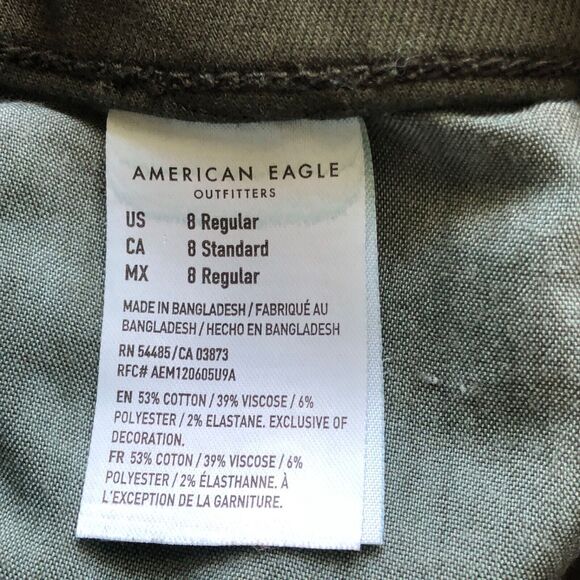 AMERICAN EAGLE
OUTFITTERS
US 8 Regular
CA 8 Standard
MX 8 Regular
MADE IN BANGLADESH / FABRIQUÉ AU
BANGLADESH / HECHO EN BANGLADESH
RN 54485/CA 03873
RFC# AEM120605U9A
EN 53% COTTON / 39% VISCOSE / 6%
POLYESTER / 2% ELASTANE. EXCLUSIVE OF
DECORATION.
FR 53% COTON / 39% VISCOSE / 6%
POLYESTER / 2% ÉLASTHANNE. À
L'EXCEPTION DE LA GARNITURE.